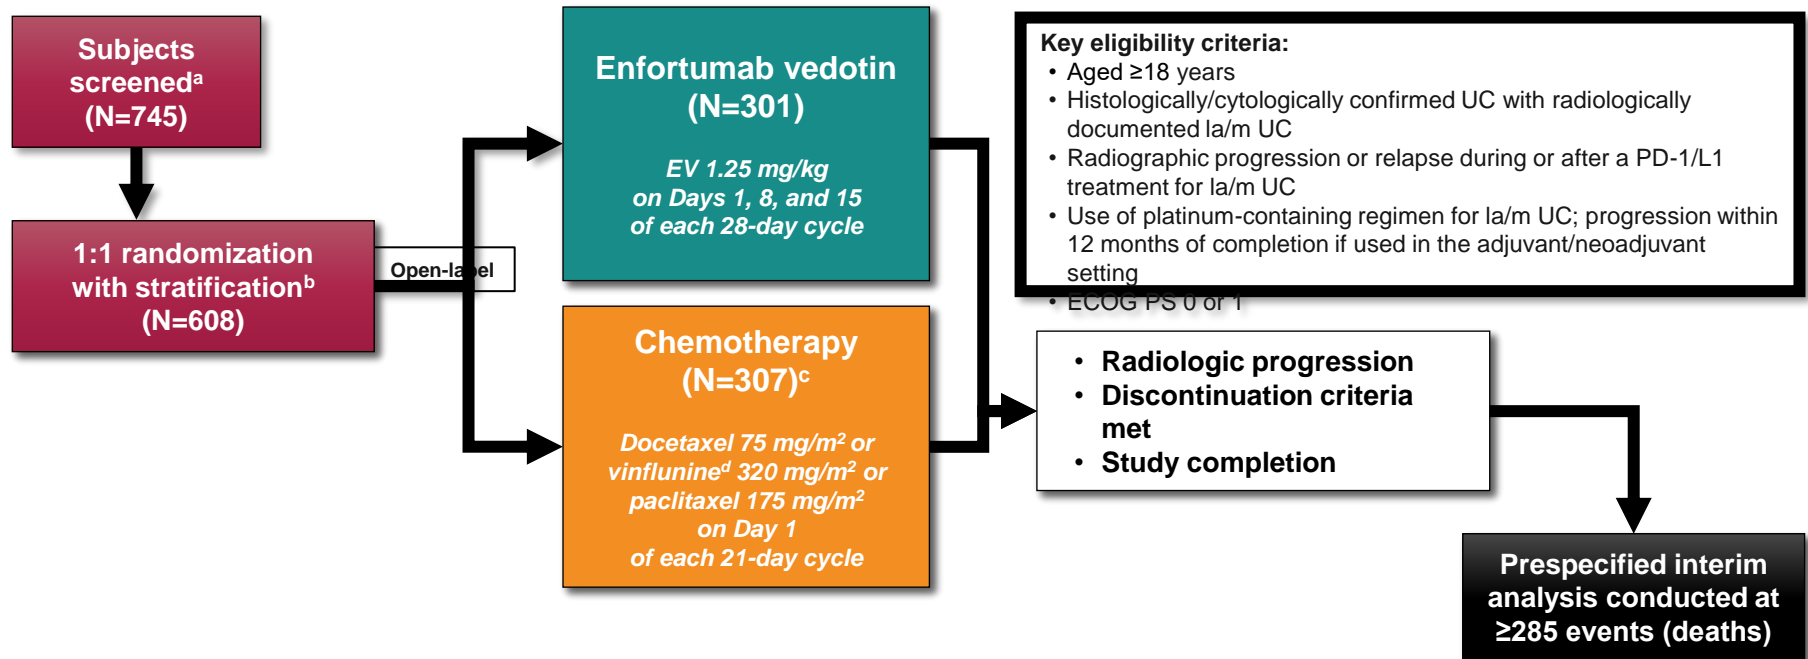 Subjects
screenedᵃ
(N=745)
1:1 randomization
with stratificationᵇ
(N=608)
Open-label
Enfortumab vedotin
(N=301)
EV 1.25 mg/kg
on Days 1, 8, and 15
of each 28-day cycle
Chemotherapy
(N=307)ᶜ
Docetaxel 75 mg/m² or
vinflunineᵈ 320 mg/m² or
paclitaxel 175 mg/m²
on Day 1
of each 21-day cycle
Key eligibility criteria:
• Aged ≥18 years
• Histologically/cytologically confirmed UC with radiologically
documented la/m UC
• Radiographic progression or relapse during or after a PD-1/L1
treatment for la/m UC
• Use of platinum-containing regimen for la/m UC; progression within
12 months of completion if used in the adjuvant/neoadjuvant
setting
• ECOG PS 0 or 1
• Radiologic progression
• Discontinuation criteria
met
• Study completion
Prespecified interim
analysis conducted at
≥285 events (deaths)